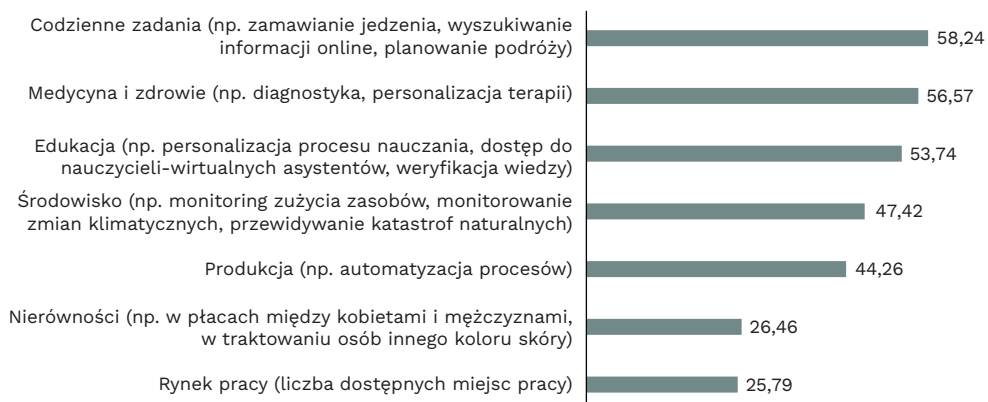 Codzienne zadania (np. zamawianie jedzenia, wyszukiwanie
informacji online, planowanie podróży)
58,24
Medycyna i zdrowie (np. diagnostyka, personalizacja terapii)
56,57
Edukacja (np. personalizacja procesu nauczania, dostęp do
nauczycieli-wirtualnych asystentów, weryfikacja wiedzy)
53,74
Środowisko (np. monitoring zużycia zasobów, monitorowanie
zmian klimatycznych, przewidywanie katastrof naturalnych)
47,42
Produkcja (np. automatyzacja procesów)
44,26
Nierówności (np. w płacach między kobietami i mężczyznami,
w traktowaniu osób innego koloru skóry)
26,46
Rynek pracy (liczba dostępnych miejsc pracy)
25,79